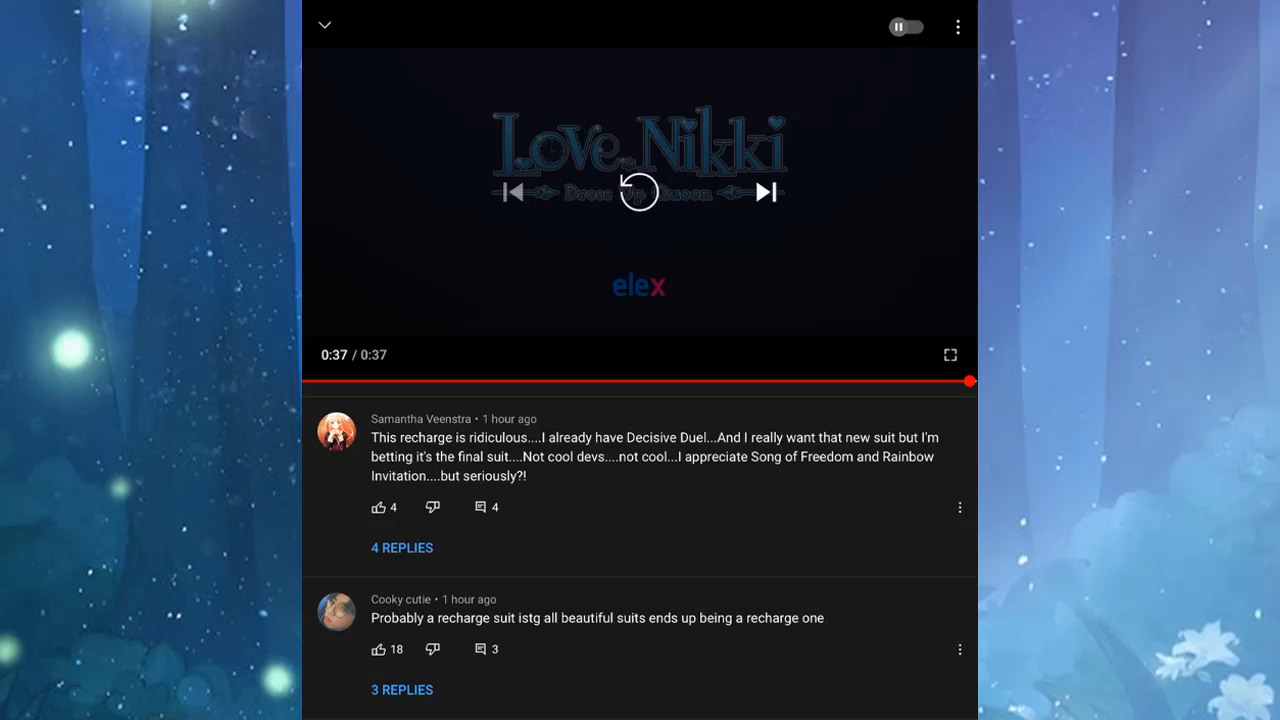 Love Nikki
Dress Up Queen
elex
0:37 / 0:37
Samantha Veenstra • 1 hour ago
This recharge is ridiculous....I already have Decisive Duel...And I really want that new suit but I'm
betting it's the final suit....Not cool devs....not cool...I appreciate Song of Freedom and Rainbow
Invitation....but seriously?!
4 4
4 REPLIES
Cooky cutie • 1 hour ago
Probably a recharge suit istg all beautiful suits ends up being a recharge one
18 3
3 REPLIES